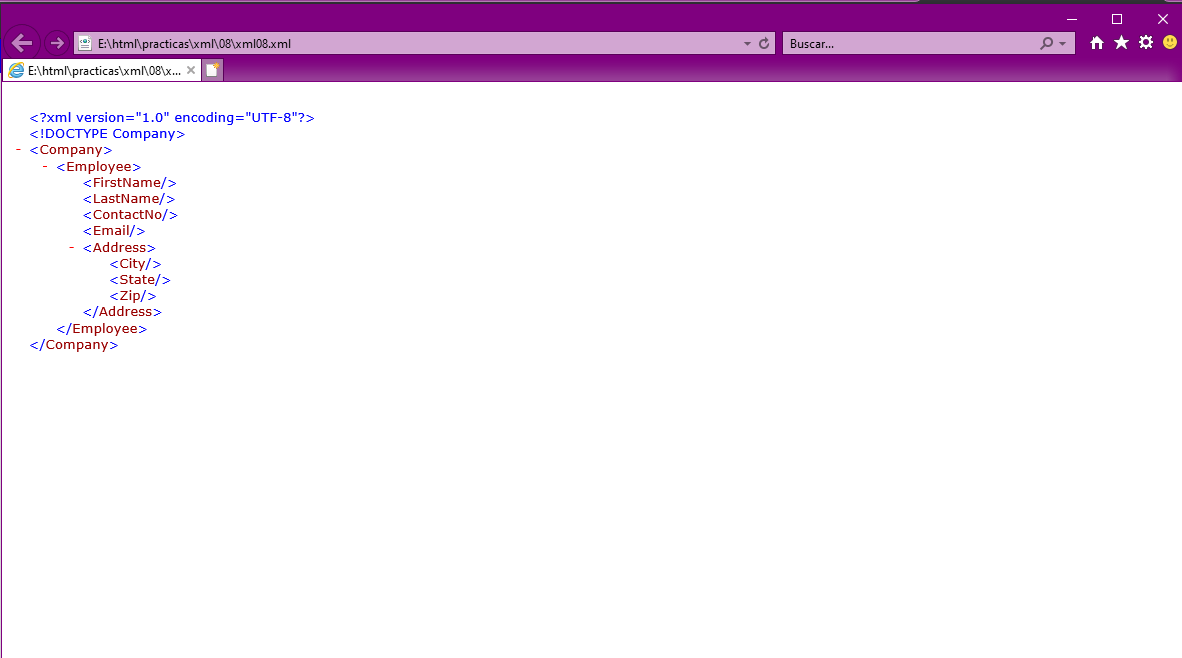 E:\html\practicas\xml\08\xml08.xml
Buscar...
E:\html\practicas\xml\08\x...
<?xml version="1.0" encoding="UTF-8"?>
<!DOCTYPE Company>
- <Company>
- <Employee>
<FirstName/>
<LastName/>
<ContactNo/>
<Email/>
- <Address>
<City/>
<State/>
<Zip/>
</Address>
</Employee>
</Company>